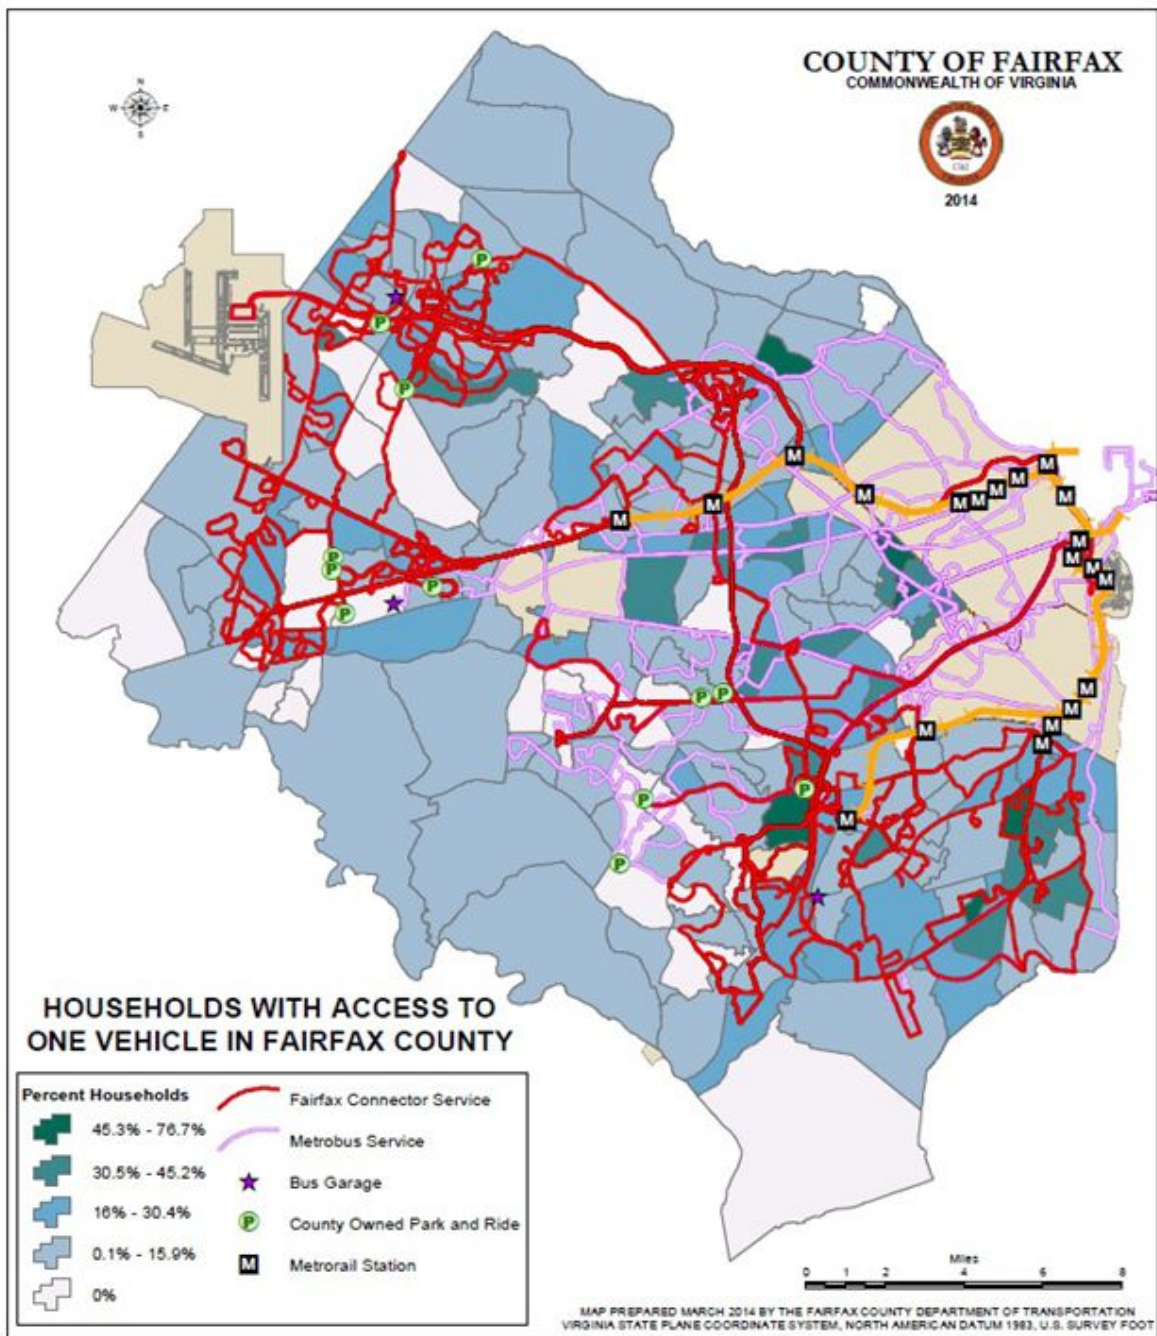 COUNTY OF FAIRFAX
COMMONWEALTH OF VIRGINIA
1742
2014
N
W E
S
P
P
P
M
M
M
M
M
M
M
M
M
M
P
P
P
P
M
M
M
M
P
P
M
M
M
M
M
P
P
M
P
HOUSEHOLDS WITH ACCESS TO
ONE VEHICLE IN FAIRFAX COUNTY
Percent Households
45.3% - 76.7%
30.5% - 45.2%
16% - 30.4%
0.1% - 15.9%
0%
Fairfax Connector Service
Metrobus Service
Bus Garage
P County Owned Park and Ride
M Metrorail Station
Miles
0 1 2 4 6 8
MAP PREPARED MARCH 2014 BY THE FAIRFAX COUNTY DEPARTMENT OF TRANSPORTATION
VIRGINIA STATE PLANE COORDINATE SYSTEM, NORTH AMERICAN DATUM 1983, U.S. SURVEY FOOT